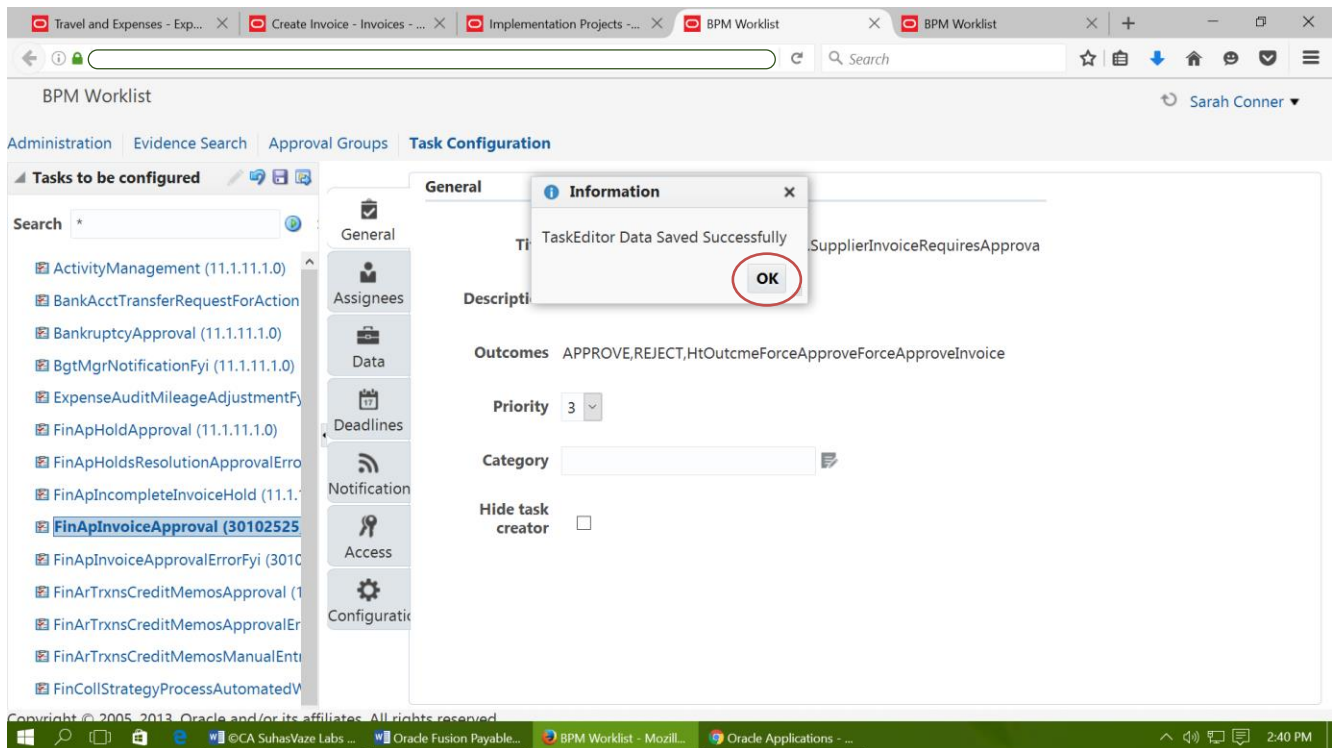 Travel and Expenses - Exp... Create Invoice - Invoices - ... Implementation Projects -... BPM Worklist BPM Worklist
Search
BPM Worklist
Sarah Conner
Administration Evidence Search Approval Groups Task Configuration
Tasks to be configured
Search *
ActivityManagement (11.1.11.1.0)
BankAcctTransferRequestForAction
BankruptcyApproval (11.1.11.1.0)
BgtMgrNotificationFyi (11.1.11.1.0)
ExpenseAuditMileageAdjustmentFy
FinApHoldApproval (11.1.11.1.0)
FinApHoldsResolutionApprovalErro
FinApIncompleteInvoiceHold (11.1.
FinApInvoiceApproval (30102525
FinApInvoiceApprovalErrorFyi (3010
FinArTrxnsCreditMemosApproval (1
FinArTrxnsCreditMemosApprovalEr
FinArTrxnsCreditMemosManualEntr
FinCollStrategyProcessAutomatedW
General
Assignees
Data
17
Deadlines
Notification
Access
Configuratio
General
Information
TaskEditor Data Saved Successfully
OK
Ti .SupplierInvoiceRequiresApprova
Descripti
Outcomes APPROVE,REJECT,HtOutcmeForceApproveForceApproveInvoice
Priority 3
Category
Hide task
creator
Copyright © 2005, 2013, Oracle and/or its affiliates. All rights reserved.
©CA SuhasVaze Labs ... Oracle Fusion Payable... BPM Worklist - Mozill... Oracle Applications - ... 2:40 PM